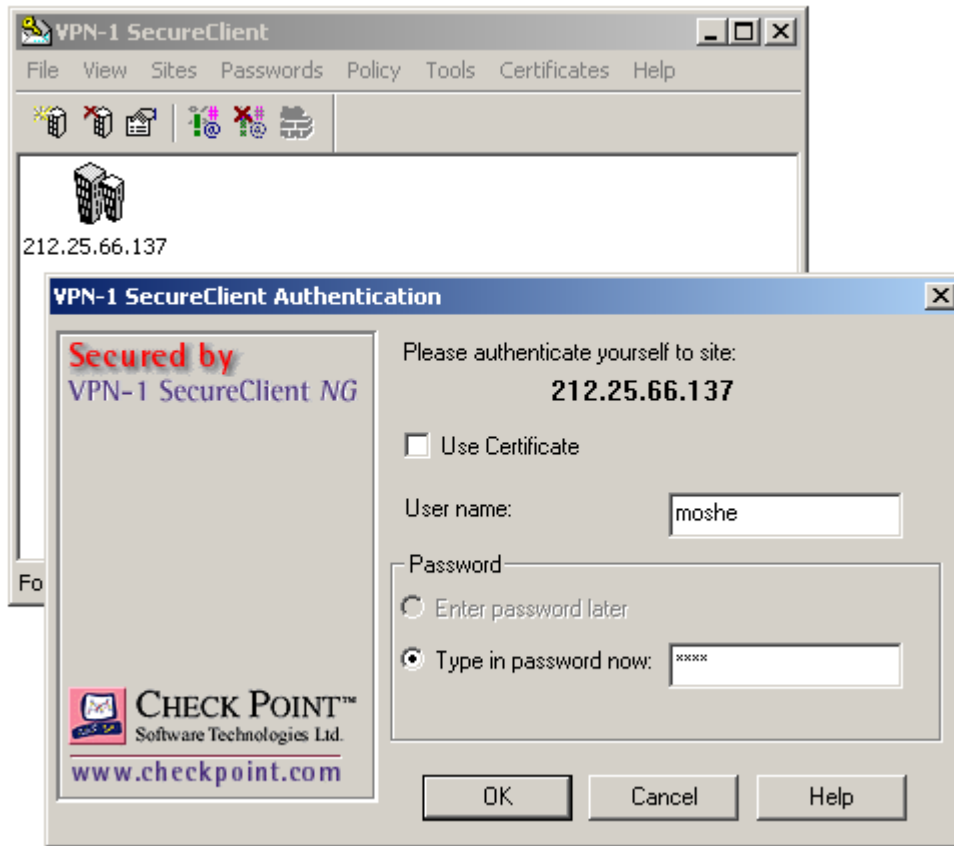 VPN-1 SecureClient
File View Sites Passwords Policy Tools Certificates Help
212.25.66.137
VPN-1 SecureClient Authentication
Secured by
VPN-1 SecureClient NG
Please authenticate yourself to site:
212.25.66.137
Use Certificate
User name: moshe
Password
Enter password later
Type in password now: ****
Fo
CHECK POINT™
Software Technologies Ltd.
www.checkpoint.com
OK Cancel Help